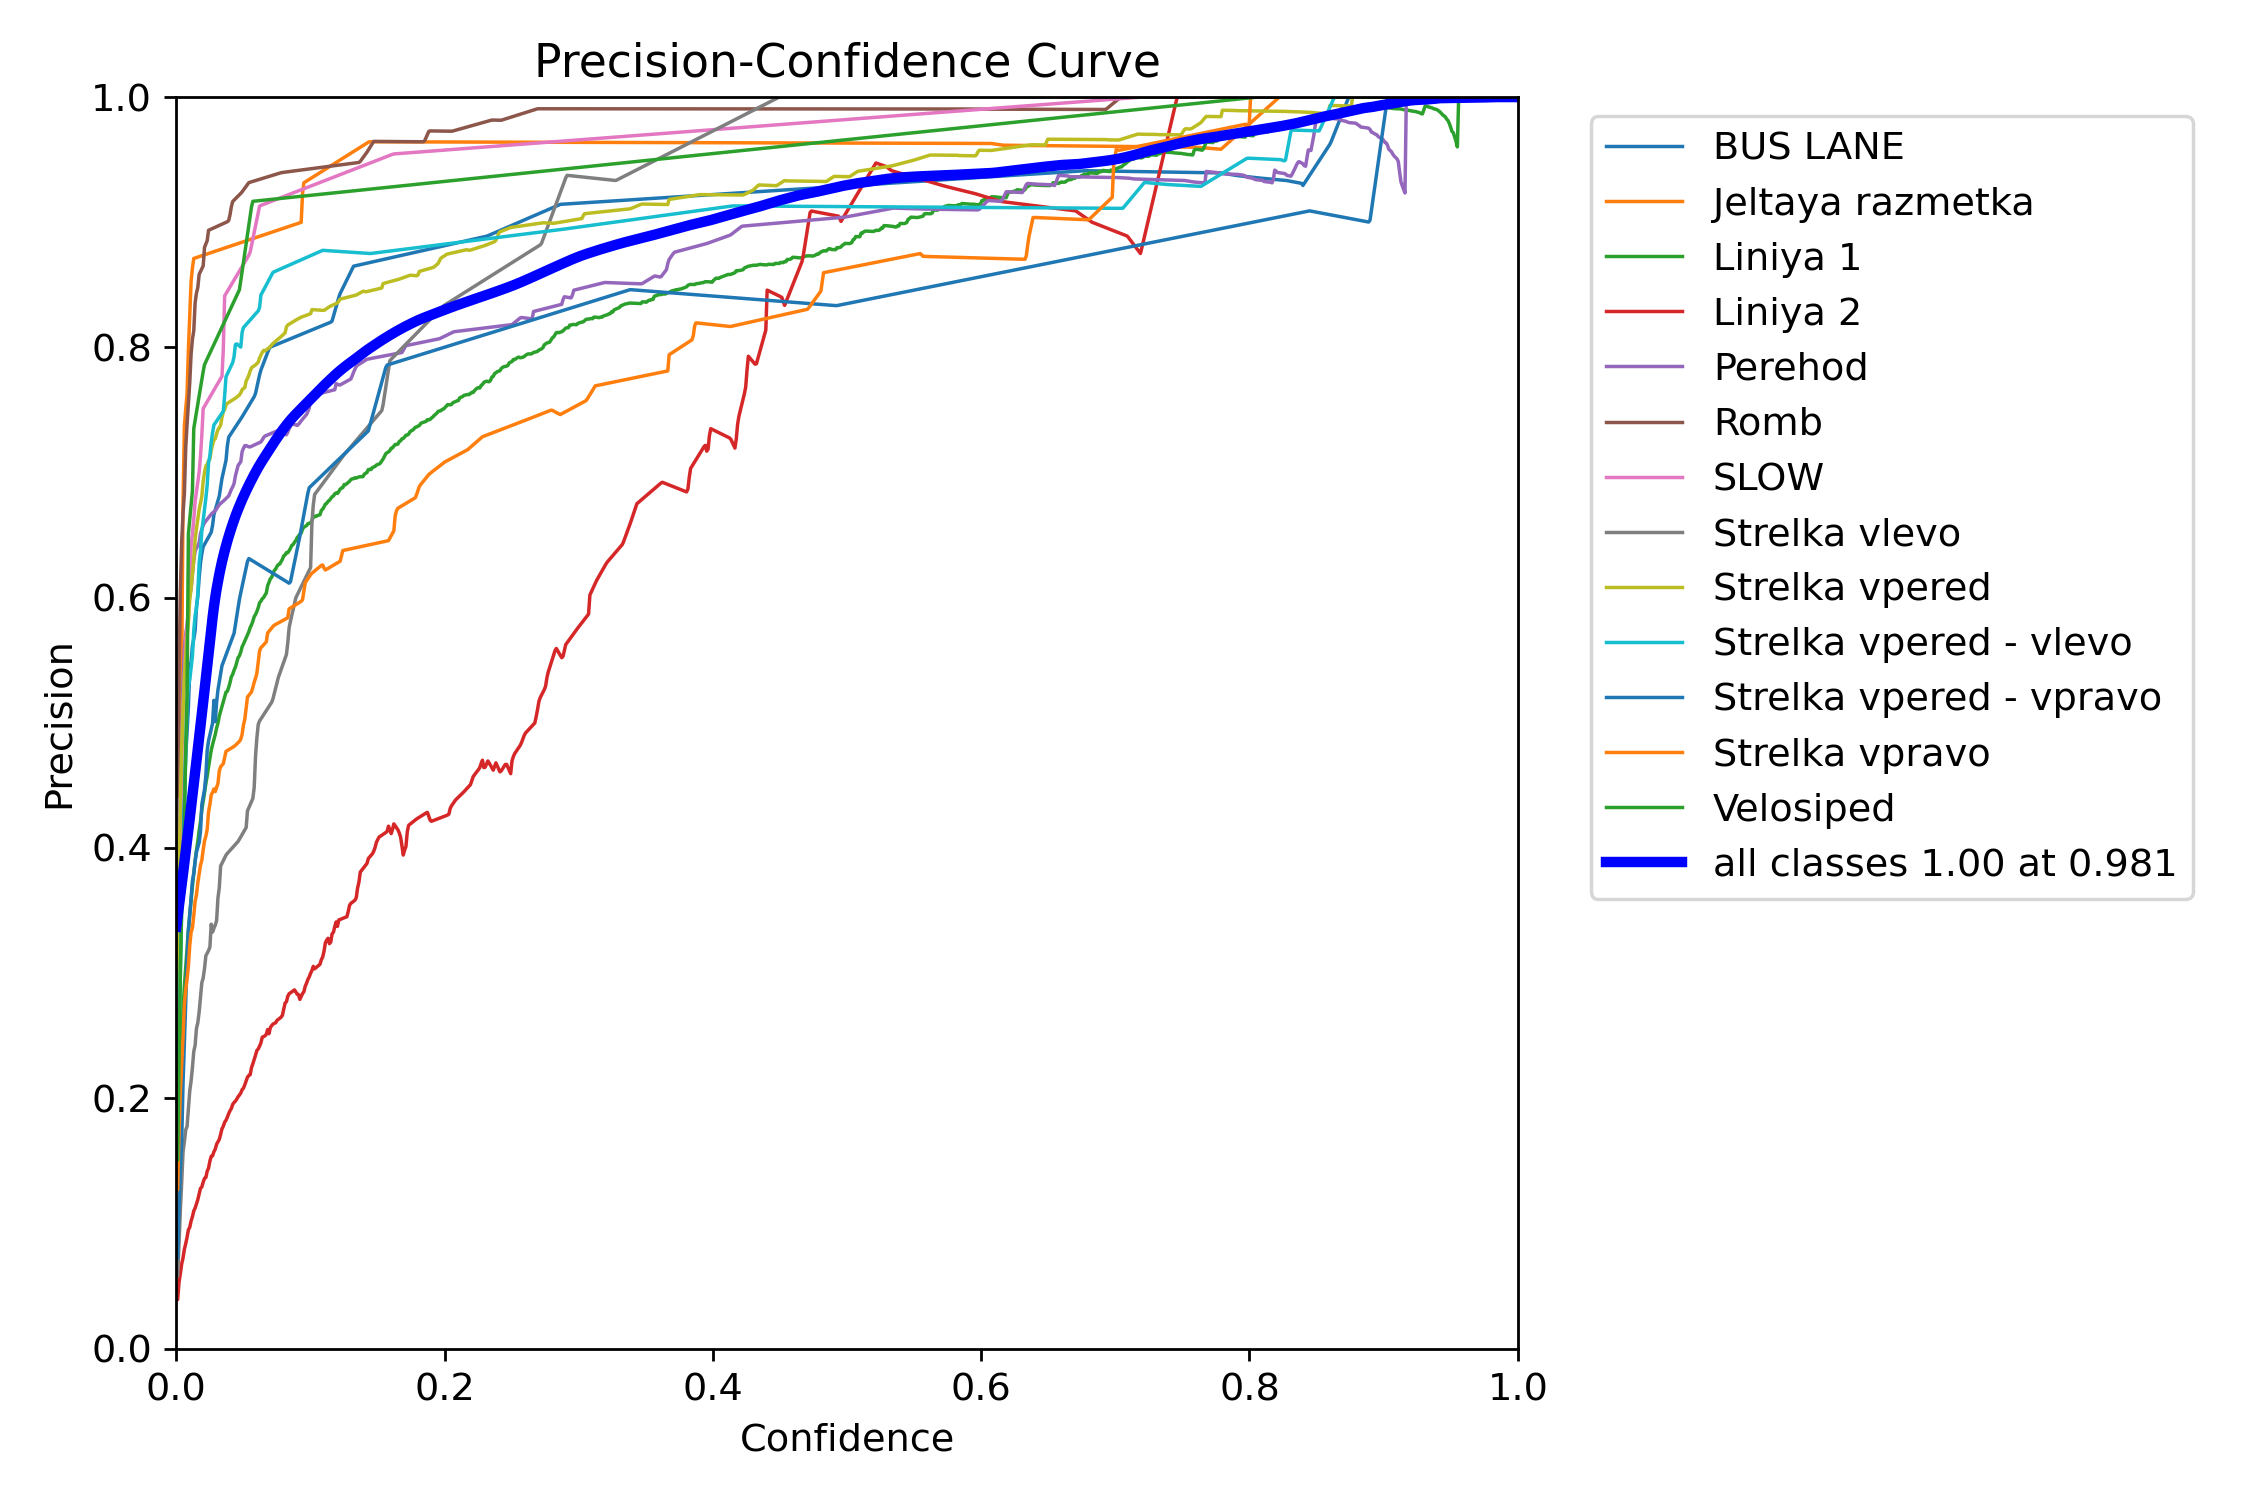 Precision-Confidence Curve
1.0
0.8
0.6
0.4
0.2
0.0
Precision
0.0 0.2 0.4 0.6 0.8 1.0
Confidence
BUS LANE
Jeltaya razmetka
Liniya 1
Liniya 2
Perehod
Romb
SLOW
Strelka vlevo
Strelka vpered
Strelka vpered - vlevo
Strelka vpered - vpravo
Strelka vpravo
Velosiped
all classes 1.00 at 0.981